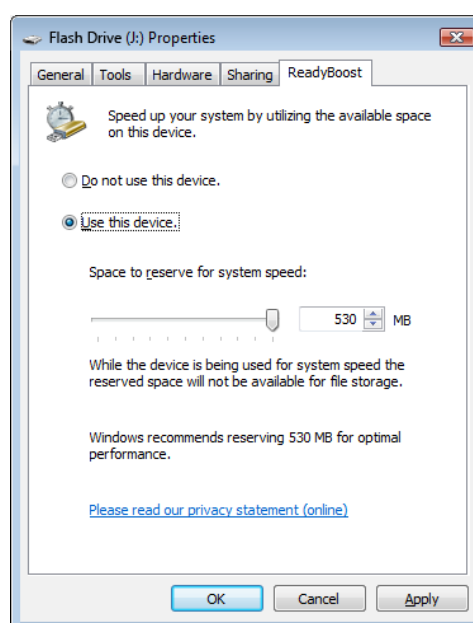 Flash Drive (J:) Properties
General Tools Hardware Sharing ReadyBoost
Speed up your system by utilizing the available space
on this device.
Do not use this device.
Use this device.
Space to reserve for system speed:
530 MB
While the device is being used for system speed the
reserved space will not be available for file storage.
Windows recommends reserving 530 MB for optimal
performance.
Please read our privacy statement (online)
OK Cancel Apply